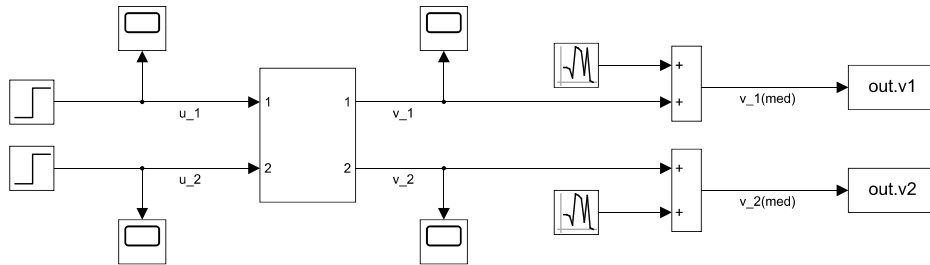 +
+
v_1(med)
out.v1
1
1
u_1
v_1
2
2
u_2
v_2
+
+
v_2(med)
out.v2